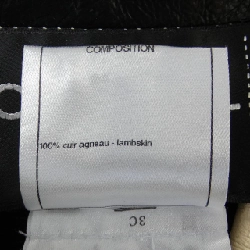 COMPOSITION
100% cuir agneau - lambskin
3C